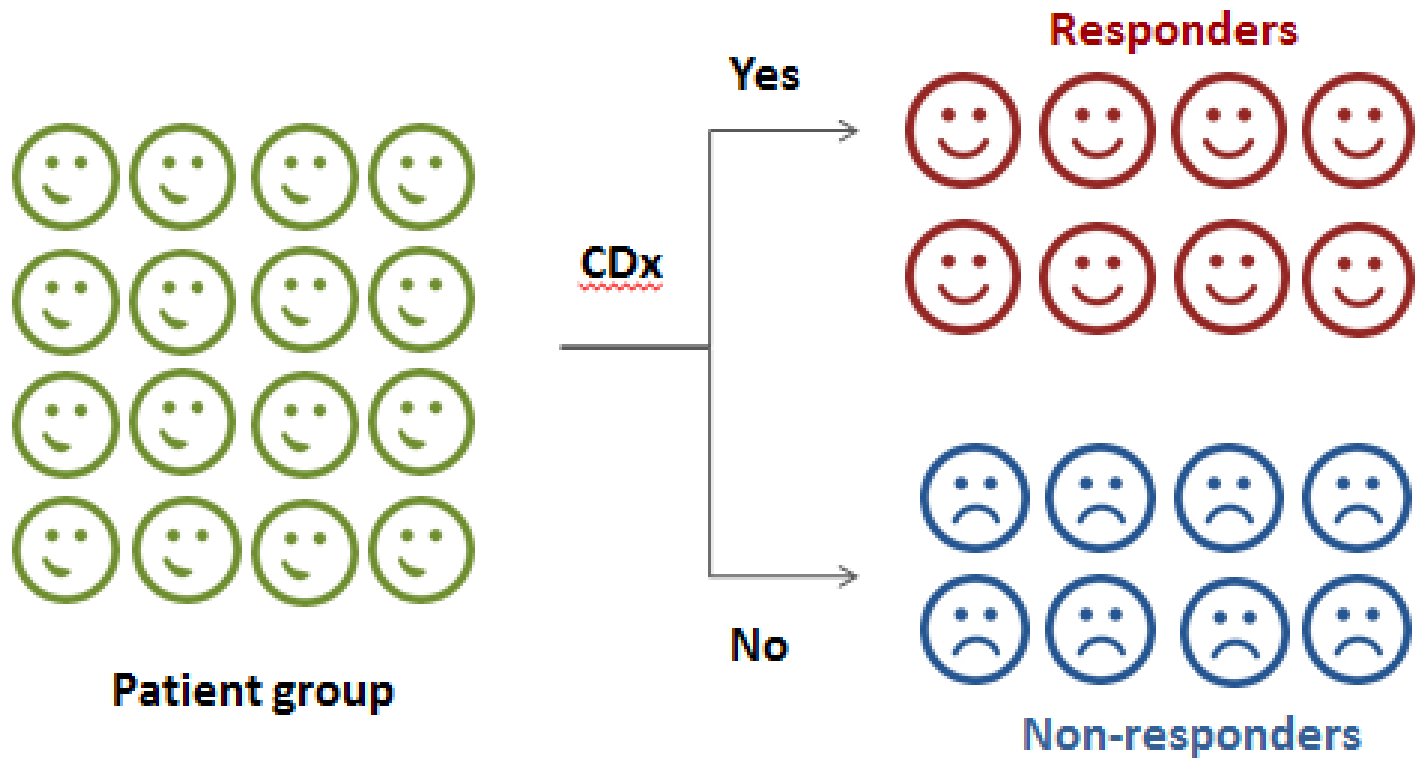 Responders
Yes
CDx
No
Patient group
Non-responders